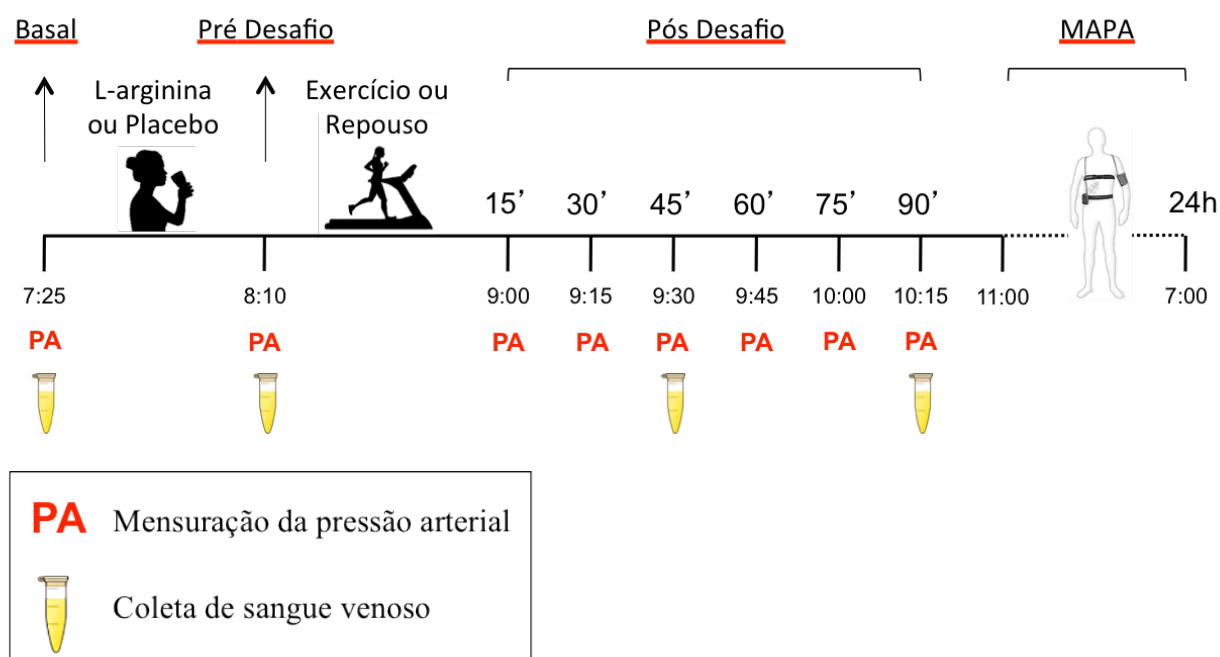 Basal Pré Desafio Pós Desafio MAPA
L-arginina
ou Placebo
Exercício ou
Repouso
15’ 30’ 45’ 60’ 75’ 90’ 24h
7:25 8:10 9:00 9:15 9:30 9:45 10:00 10:15 11:00 7:00
PA PA PA PA PA PA PA PA
PA Mensuração da pressão arterial
Coleta de sangue venoso